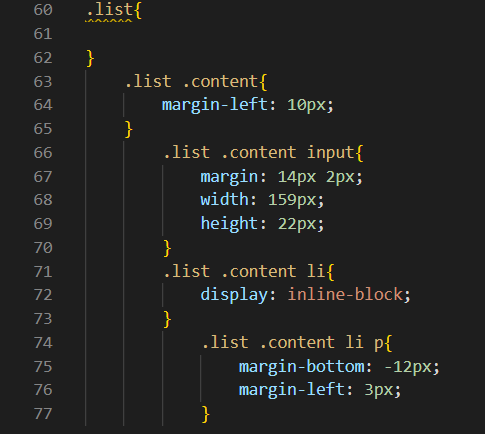 60 .list{
61
62 }
63     .list .content{
64         margin-left: 10px;
65     }
66         .list .content input{
67             margin: 14px 2px;
68             width: 159px;
69             height: 22px;
70         }
71         .list .content li{
72             display: inline-block;
73         }
74             .list .content li p{
75                 margin-bottom: -12px;
76                 margin-left: 3px;
77             }